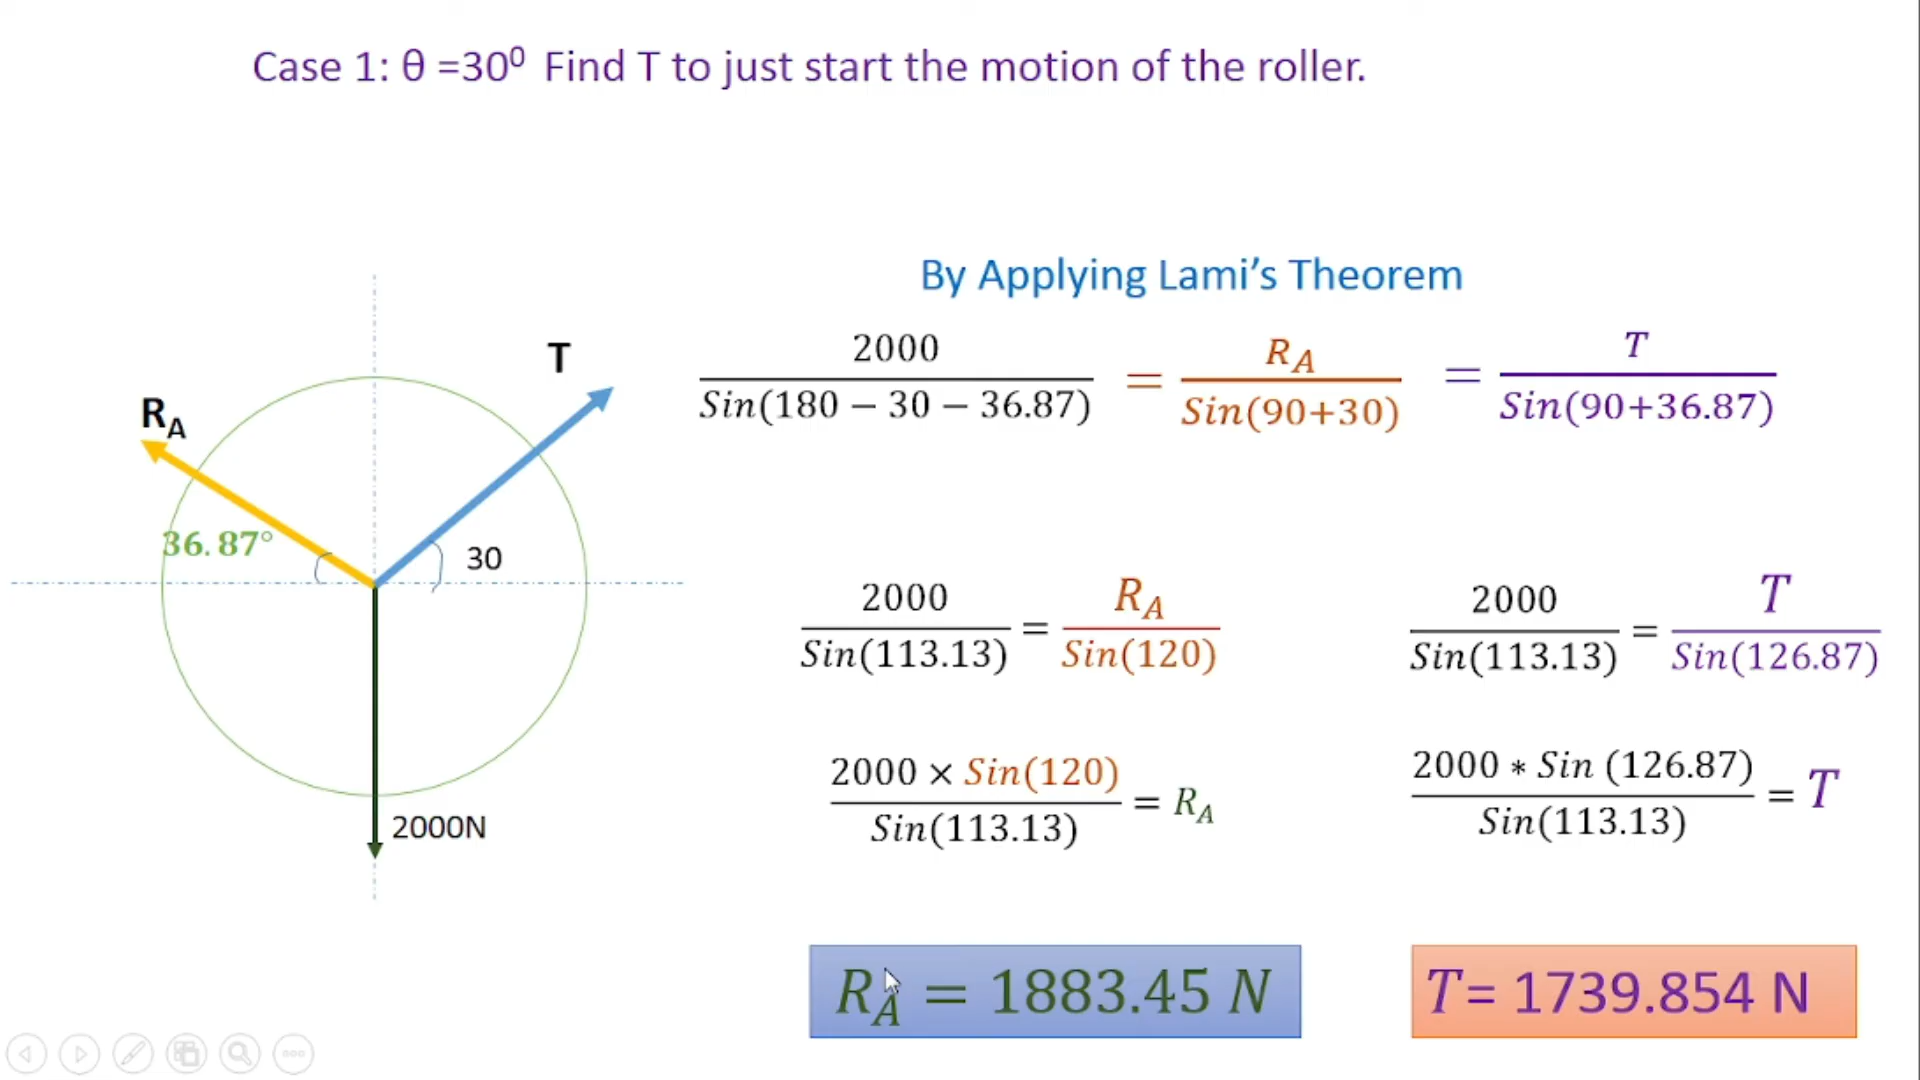 Case 1: θ =30⁰ Find T to just start the motion of the roller.
By Applying Lami's Theorem
2000 / Sin(180 − 30 − 36.87) = R_A / Sin(90+30) = T / Sin(90+36.87)
T
R_A
36.87°
30
2000N
2000 / Sin(113.13) = R_A / Sin(120)
2000 / Sin(113.13) = T / Sin(126.87)
2000 × Sin(120) / Sin(113.13) = R_A
2000 * Sin (126.87) / Sin(113.13) = T
R_A = 1883.45 N
T= 1739.854 N